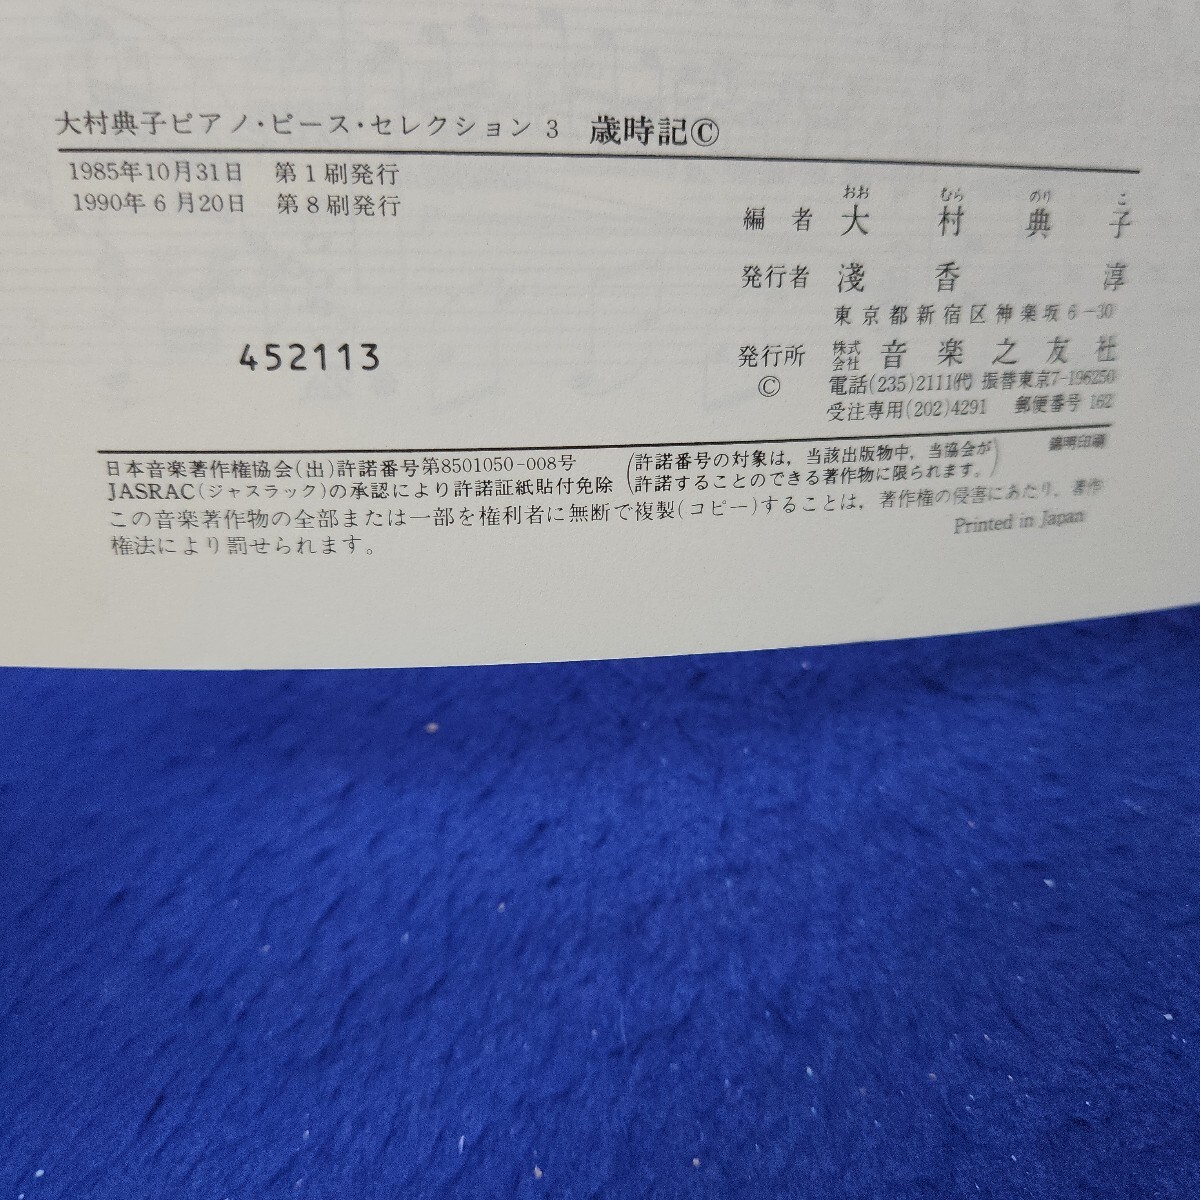 大村典子ピアノ・ピース・セレクション 3 歳時記©
1985年10月31日 第1刷発行
1990年 6月20日 第8刷発行
おお むら のり こ
編者 大村典子
発行者 淺香淳
東京都新宿区神楽坂6-30
452113
発行所 株式会社 音楽之友社
© 電話(235)2111(代) 振替東京7-196250
受注専用(202)4291 郵便番号 162
日本音楽著作権協会(出)許諾番号第8501050-008号 (許諾番号の対象は，当該出版物中，当協会が
JASRAC(ジャスラック)の承認により許諾証紙貼付免除 許諾することのできる著作物に限られます。)
錦明印刷
この音楽著作物の全部または一部を権利者に無断で複製(コピー)することは，著作権の侵害にあたり，著作
権法により罰せられます。
Printed in Japan